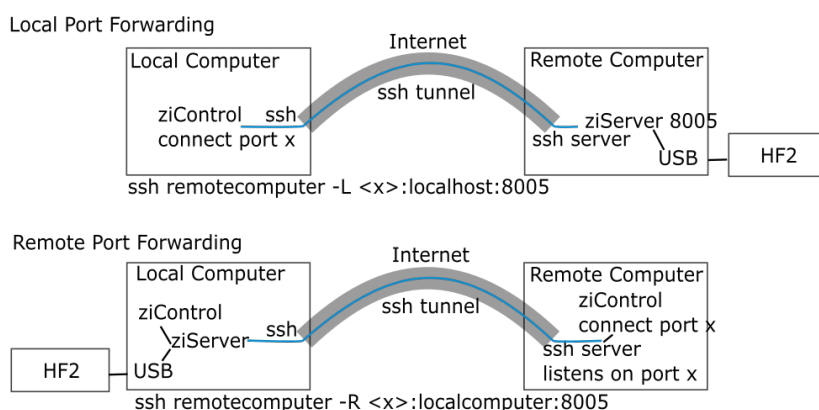 Local Port Forwarding
Internet
Local Computer
Remote Computer
ssh tunnel
ziControl ssh
connect port x
ziServer 8005
ssh server
USB
HF2
ssh remotecomputer -L <x>:localhost:8005
Remote Port Forwarding
Internet
Local Computer
Remote Computer
ssh tunnel
ziControl
ziServer ssh
USB
HF2
ziControl
connect port x
ssh server
listens on port x
ssh remotecomputer -R <x>:localcomputer:8005